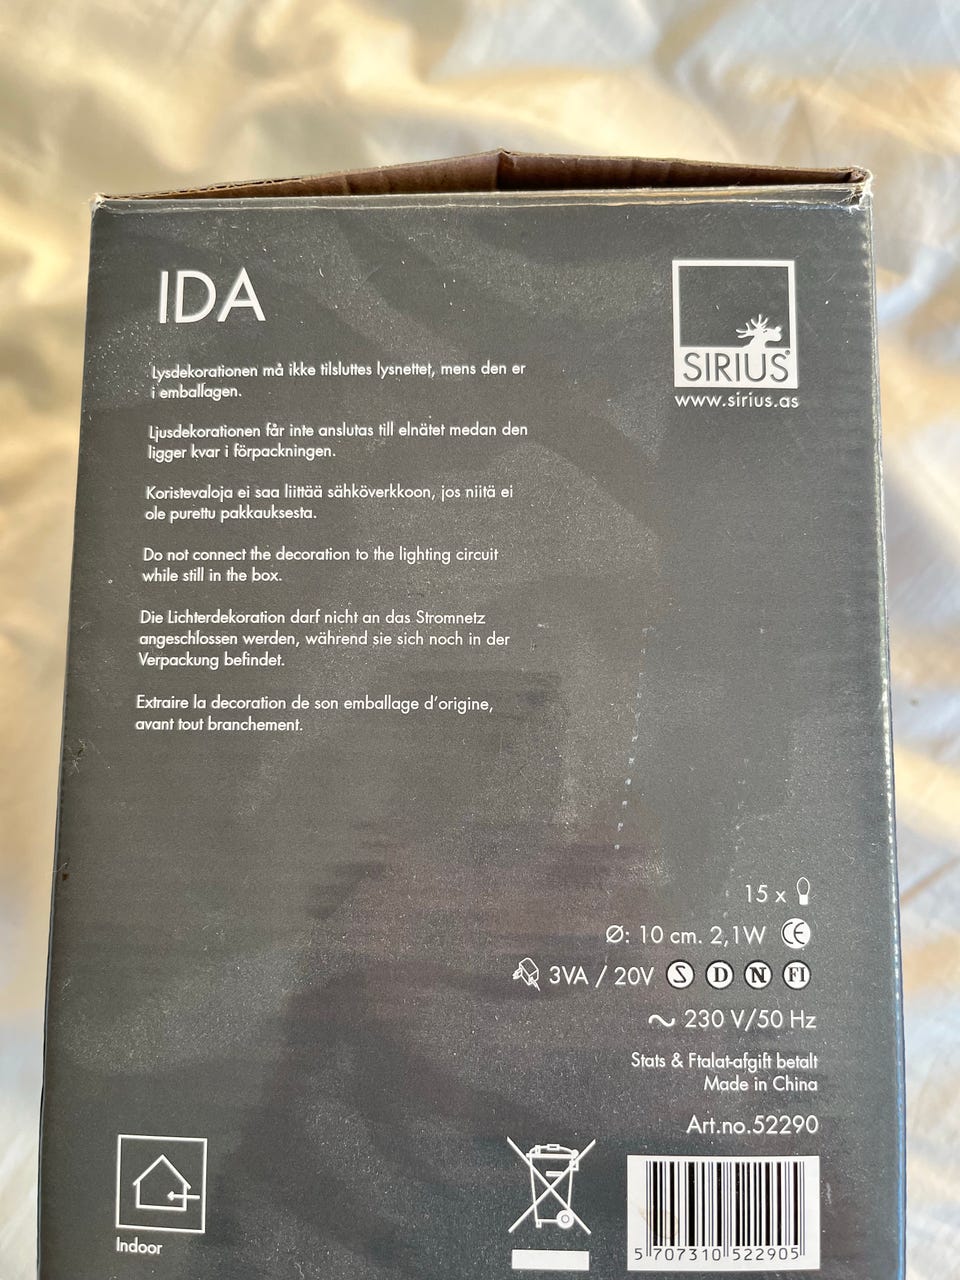 IDA
SIRIUS®
www.sirius.as
Lysdekorationen må ikke tilsluttes lysnettet, mens den er
i emballagen.
Ljusdekorationen får inte anslutas till elnätet medan den
ligger kvar i förpackningen.
Koristevaloja ei saa liittää sähköverkkoon, jos niitä ei
ole purettu pakkauksesta.
Do not connect the decoration to the lighting circuit
while still in the box.
Die Lichterdekoration darf nicht an das Stromnetz
angeschlossen werden, während sie sich noch in der
Verpackung befindet.
Extraire la decoration de son emballage d'origine,
avant tout branchement.
15 x
Ø: 10 cm. 2,1W CE
3VA / 20V S D N FI
~ 230 V/50 Hz
Stats & Ftalat-afgift betalt
Made in China
Art.no.52290
Indoor
5 707310 522905